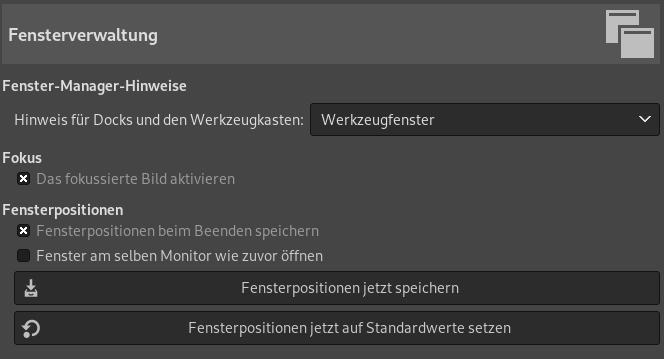 Fensterverwaltung
Fenster-Manager-Hinweise
Hinweis für Docks und den Werkzeugkasten: Werkzeugfenster
Fokus
Das fokussierte Bild aktivieren
Fensterpositionen
Fensterpositionen beim Beenden speichern
Fenster am selben Monitor wie zuvor öffnen
Fensterpositionen jetzt speichern
Fensterpositionen jetzt auf Standardwerte setzen